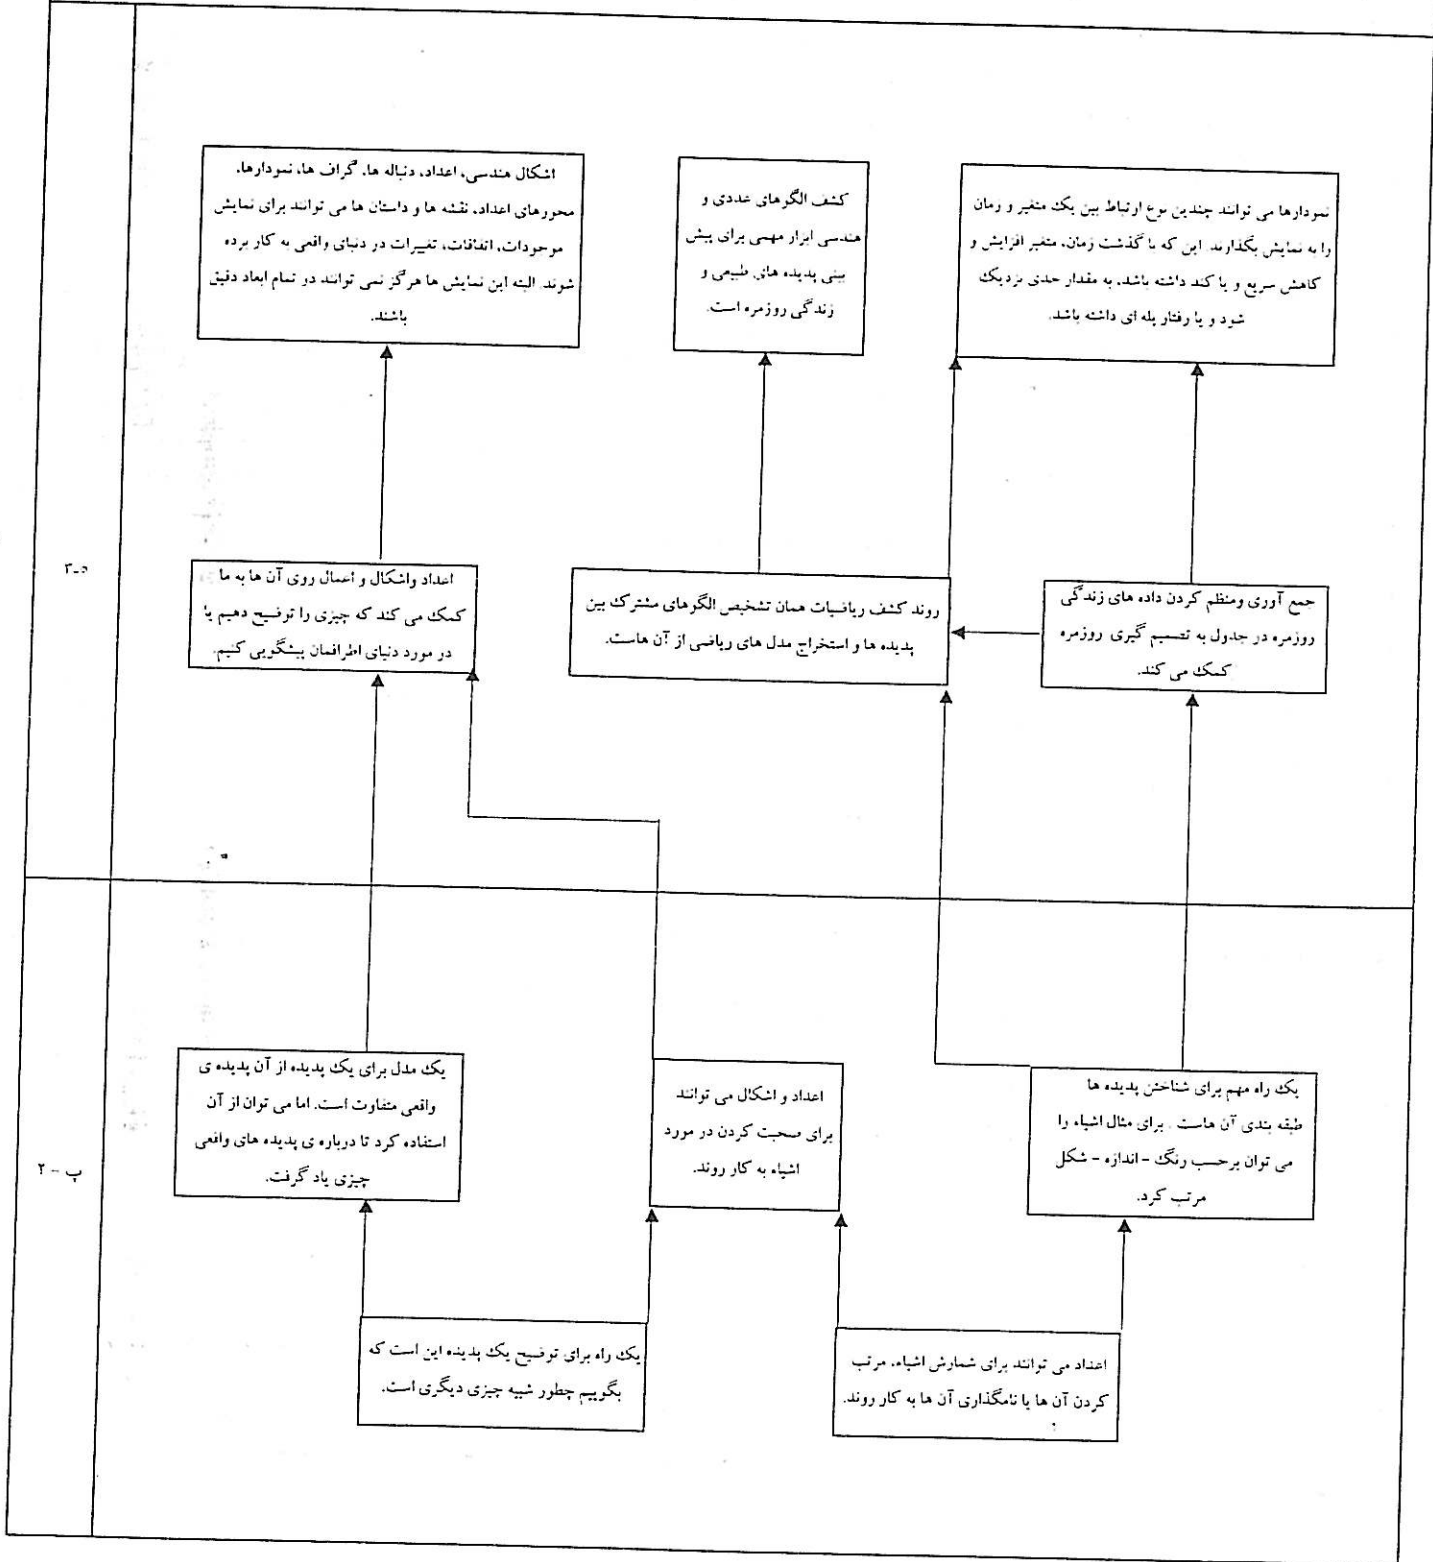 نمودارها می توانند چندین نوع ارتباط بین یک متغیر و زمان
را به نمایش بگذارند. این که با گذشت زمان، متغیر افزایش و
کاهش سریع و یا کند داشته باشد، به مقدار حدی نزدیک
شود و یا رفتار پله ای داشته باشد.
کشف الگوهای عددی و
هندسی ابزار مهمی برای پیش
بینی پدیده های طبیعی و
زندگی روزمره است.
اشکال هندسی، اعداد، دنباله ها، گراف ها، نمودارها،
محورهای اعداد، نقشه ها و داستان ها می توانند برای نمایش
موجودات، اتفاقات، تغییرات در دنیای واقعی به کار برده
شوند. البته این نمایش ها هرگز نمی توانند در تمام ابعاد دقیق
باشند.
جمع آوری ومنظم کردن داده های زندگی
روزمره در جدول به تصمیم گیری روزمره
کمک می کند.
روند کشف ریاضیات همان تشخیص الگوهای مشترک بین
پدیده ها و استخراج مدل های ریاضی از آن هاست.
اعداد واشکال و اعمال روی آن ها به ما
کمک می کند که چیزی را توضیح دهیم یا
در مورد دنیای اطرافمان پیشگویی کنیم.
۳-۵
یک راه مهم برای شناختن پدیده ها
طبقه بندی آن هاست . برای مثال اشیاء را
می توان برحسب رنگ - اندازه - شکل
مرتب کرد.
اعداد و اشکال می توانند
برای صحبت کردن در مورد
اشیاء به کار روند.
یک مدل برای یک پدیده از آن پدیده ی
واقعی متفاوت است. اما می توان از آن
استفاده کرد تا درباره ی پدیده های واقعی
چیزی یاد گرفت.
پ - ۲
اعداد می توانند برای شمارش اشیاء، مرتب
کردن آن ها یا نامگذاری آن ها به کار روند.
یک راه برای توضیح یک پدیده این است که
بگوییم چطور شبیه چیزی دیگری است.